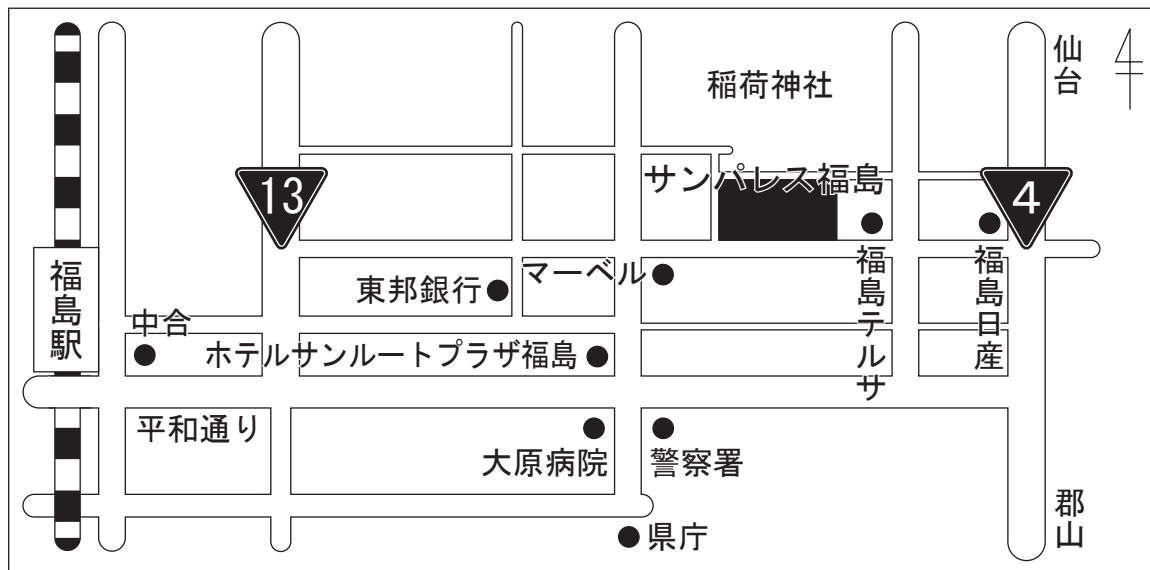 仙台
稲荷神社
13
サンパレス福島
4
福島駅
東邦銀行
マーベル
福島テルサ
福島日産
中合
ホテルサンルートプラザ福島
平和通り
大原病院
警察署
郡山
県庁